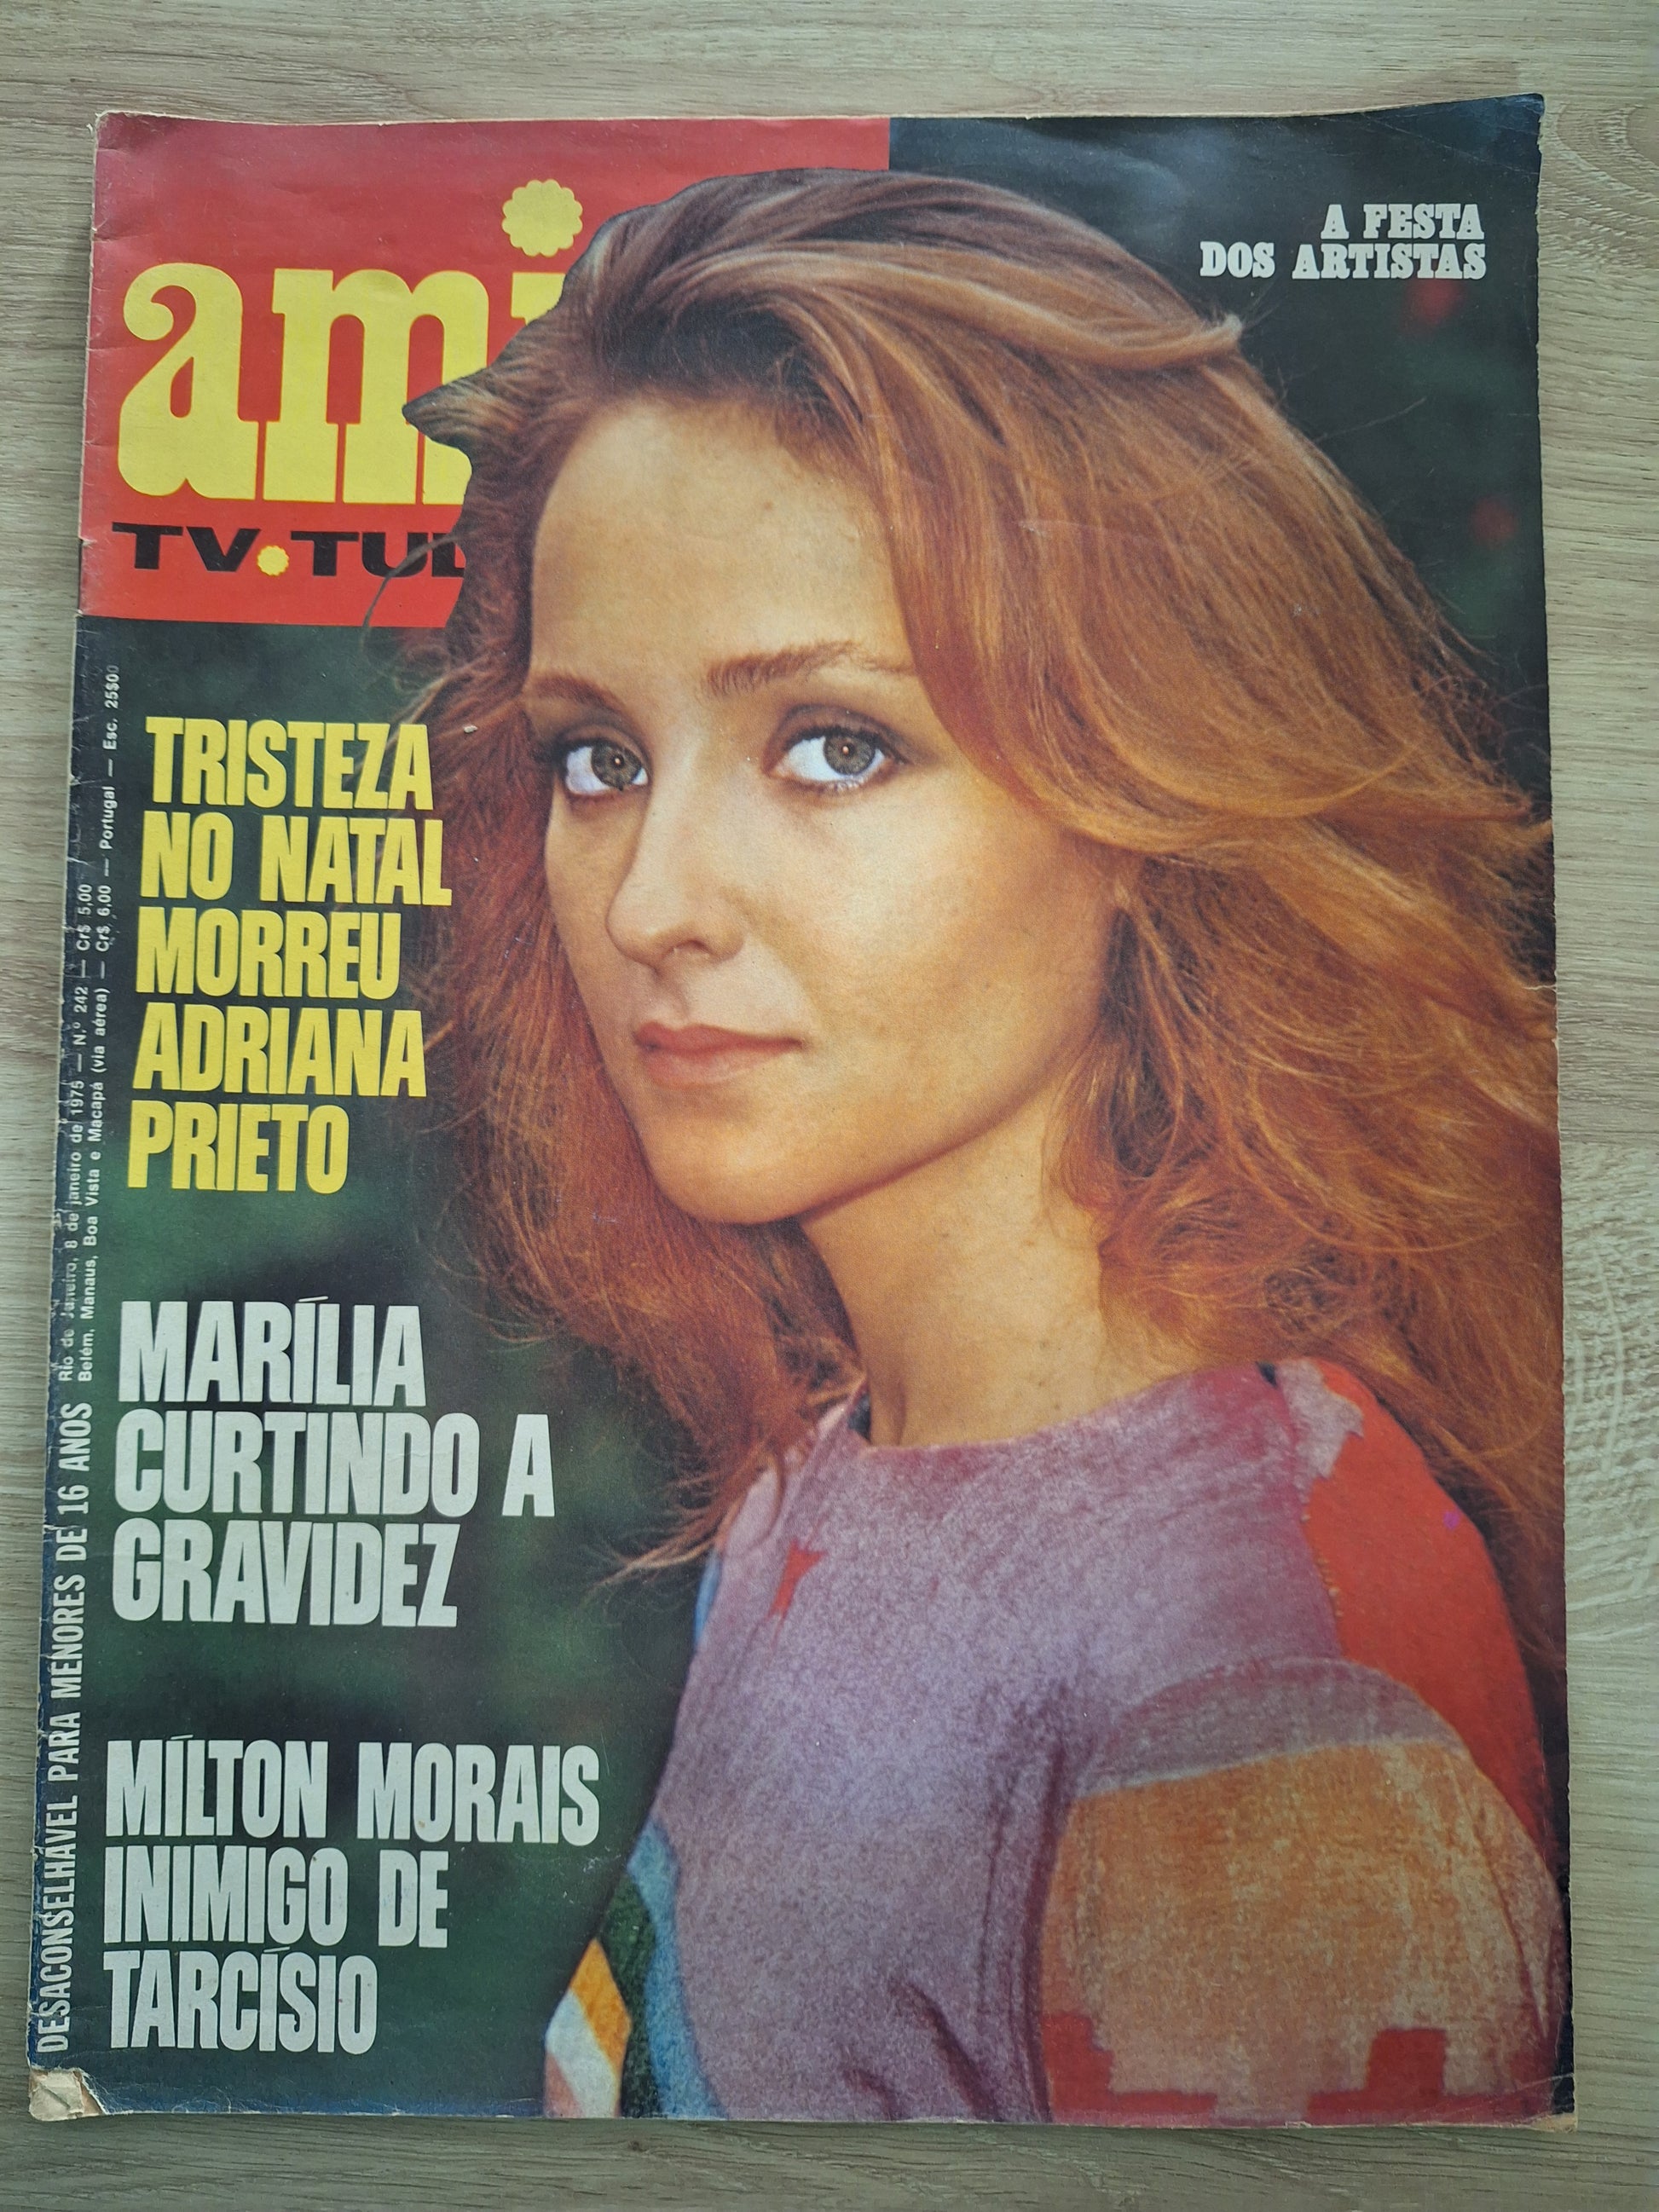 ami
TV TUD
A FESTA
DOS ARTISTAS
TRISTEZA
NO NATAL
MORREU
ADRIANA
PRIETO
MARÍLIA
CURTINDO A
GRAVIDEZ
MÍLTON MORAIS
INIMIGO DE
TARCÍSIO
DESACONSELHÁVEL PARA MENORES DE 16 ANOS
Rio de Janeiro, 8 de janeiro de 1975 — N.º 242 — Cr$ 5,00
Belém, Manaus, Boa Vista e Macapá (via aérea) — Cr$ 6,00 — Portugal — Esc. 25$00